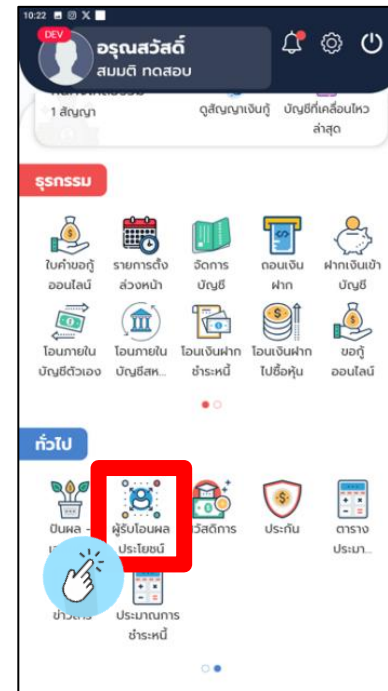 10:22
DEV
อรุณสวัสดิ์
สมมติ ทดสอบ
1 สัญญา
ดูสัญญาเงินกู้
บัญชีที่เคลื่อนไหว
ล่าสุด
ธุรกรรม
ใบคำขอกู้
ออนไลน์
รายการตั้ง
ล่วงหน้า
จัดการ
บัญชี
ถอนเงิน
ฝาก
ฝากเงินเข้า
บัญชี
โอนภายใน
บัญชีตัวเอง
โอนภายใน
บัญชีสห...
โอนเงินฝาก
ชำระหนี้
โอนเงินฝาก
ไปซื้อหุ้น
ขอกู้
ออนไลน์
ทั่วไป
ปันผล -
ผู้รับโอนผล
ประโยชน์
วัสดิการ
ประกัน
ตาราง
ประมา...
ข่าวสาร
ประมาณการ
ชำระหนี้